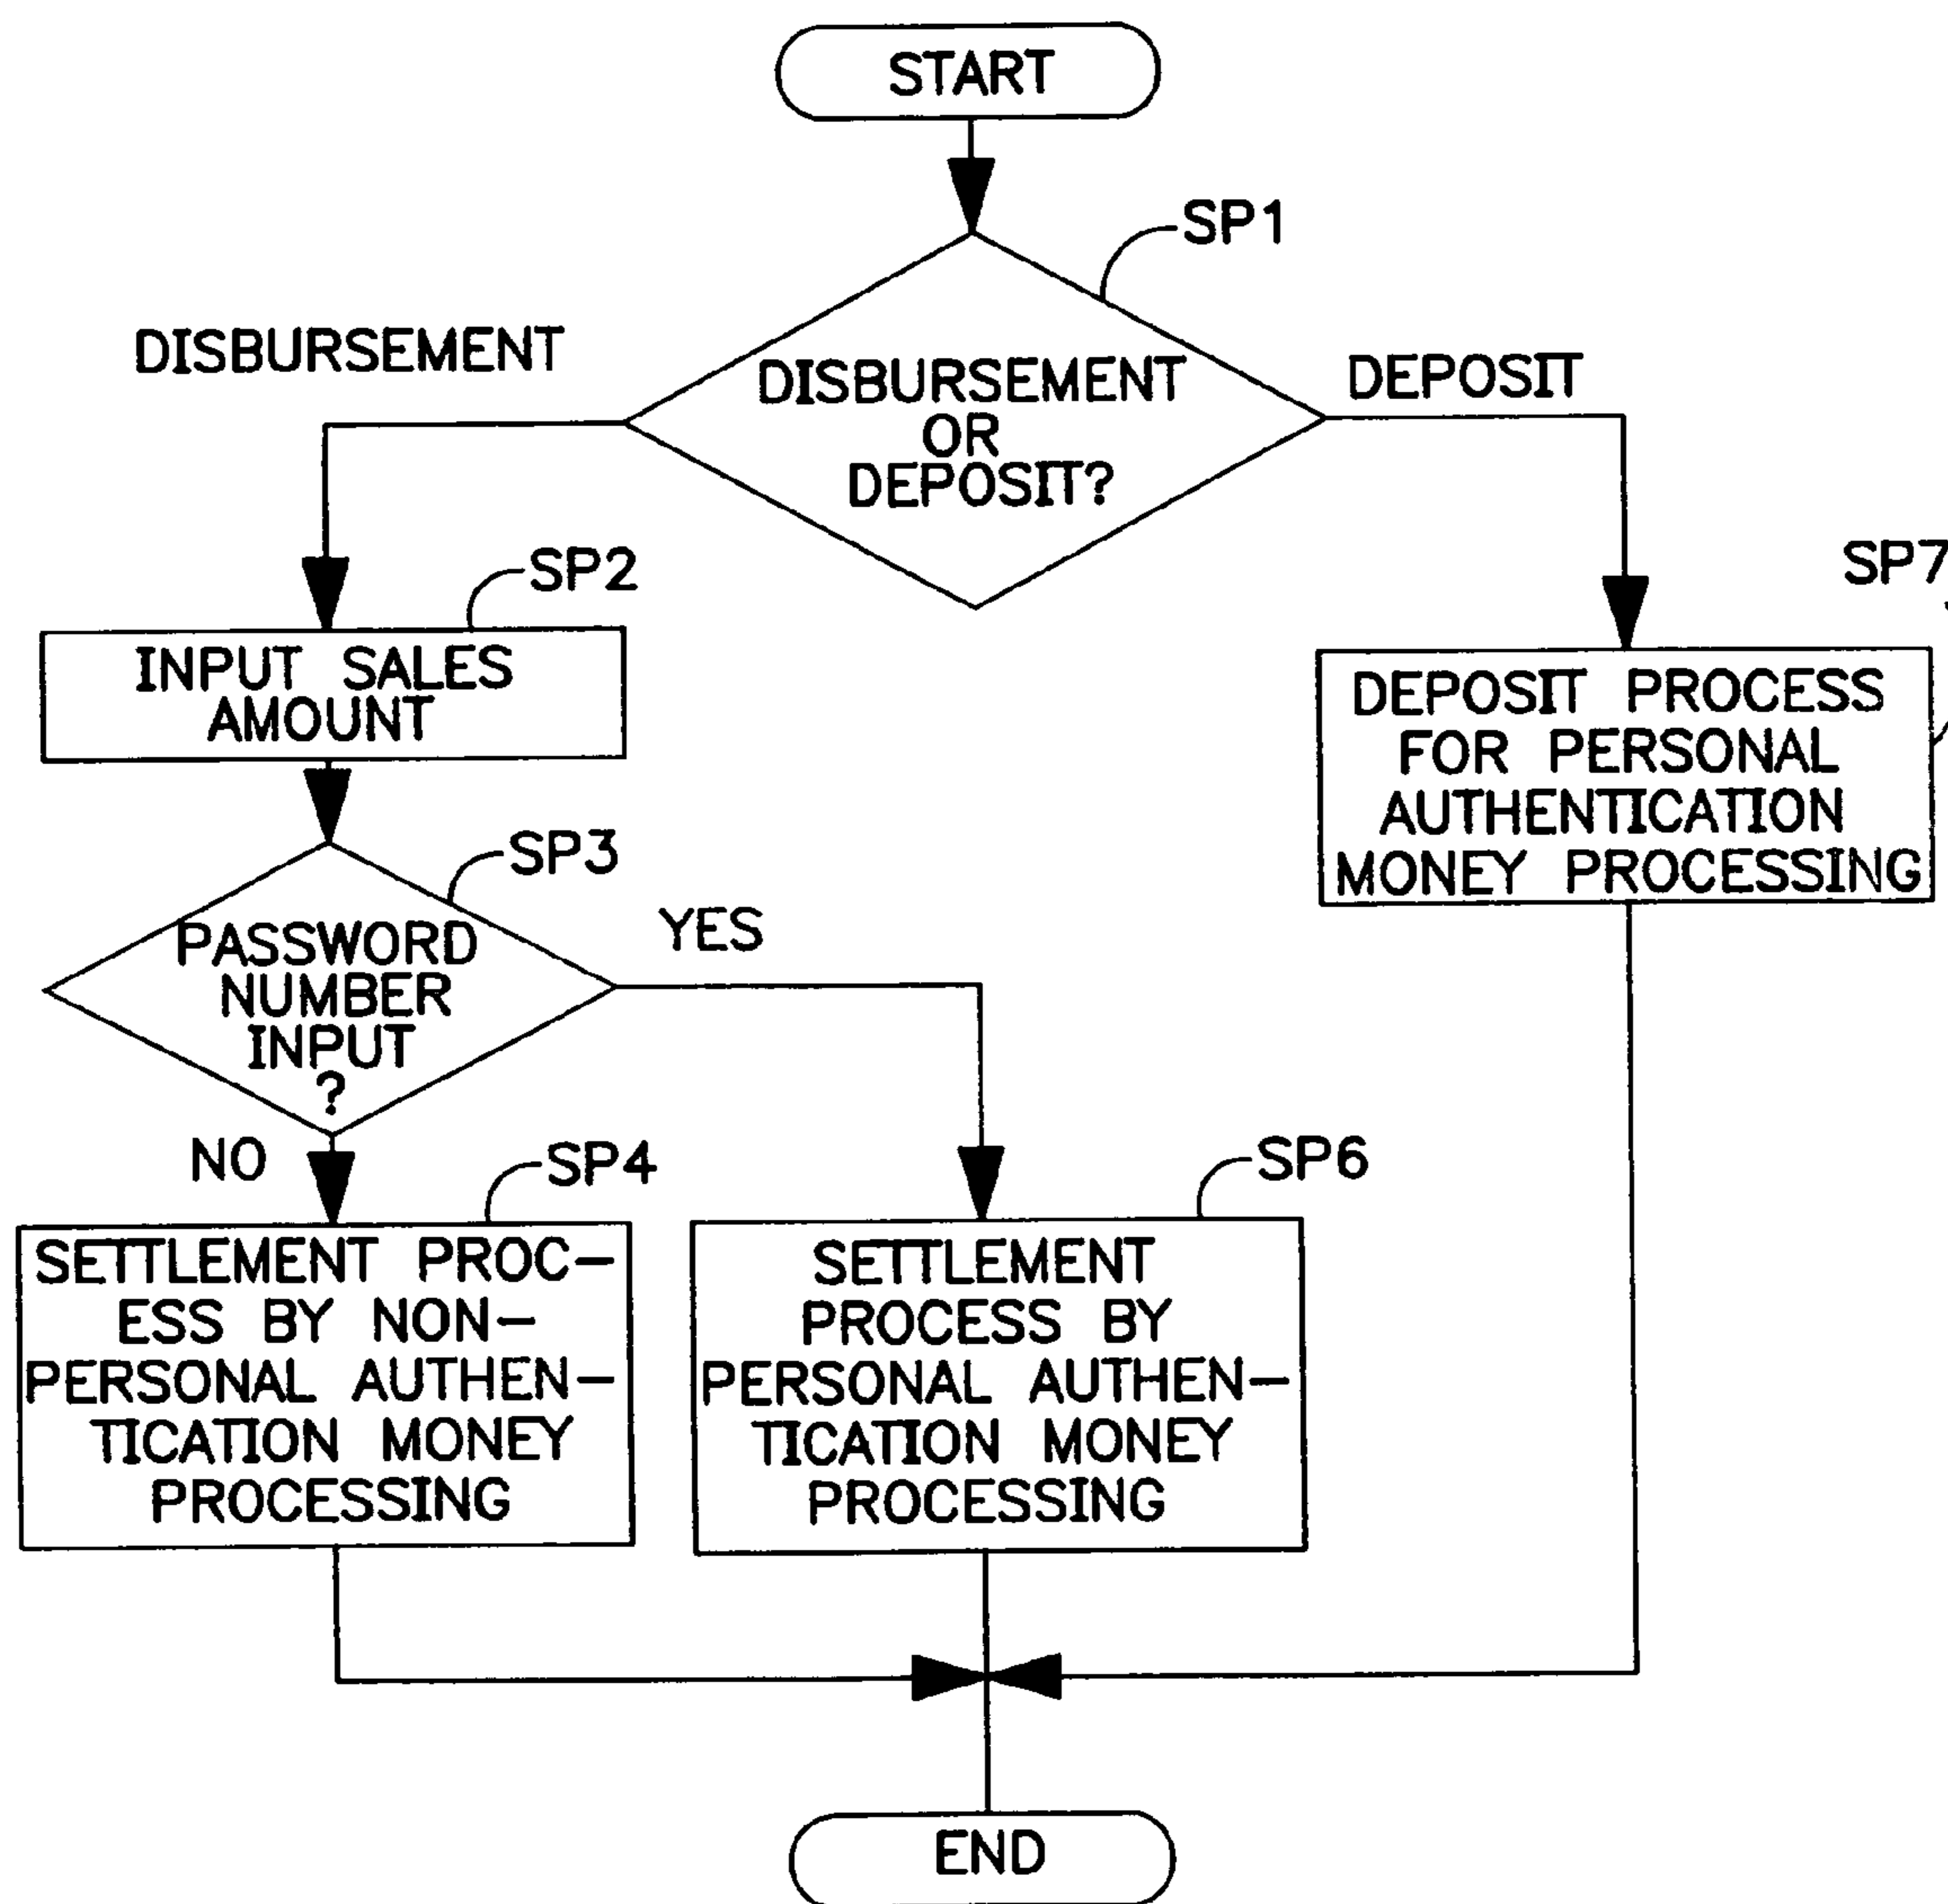 START
SP1
DISBURSEMENT
DISBURSEMENT
OR
DEPOSIT?
DEPOSIT
SP2
SP7
INPUT SALES
AMOUNT
DEPOSIT PROCESS
FOR PERSONAL
AUTHENTICATION
MONEY PROCESSING
SP3
PASSWORD
NUMBER
INPUT
?
YES
NO
SP4
SP6
SETTLEMENT PROC-
ESS BY NON-
PERSONAL AUTHEN-
TICATION MONEY
PROCESSING
SETTLEMENT
PROCESS BY
PERSONAL AUTHEN-
TICATION MONEY
PROCESSING
END